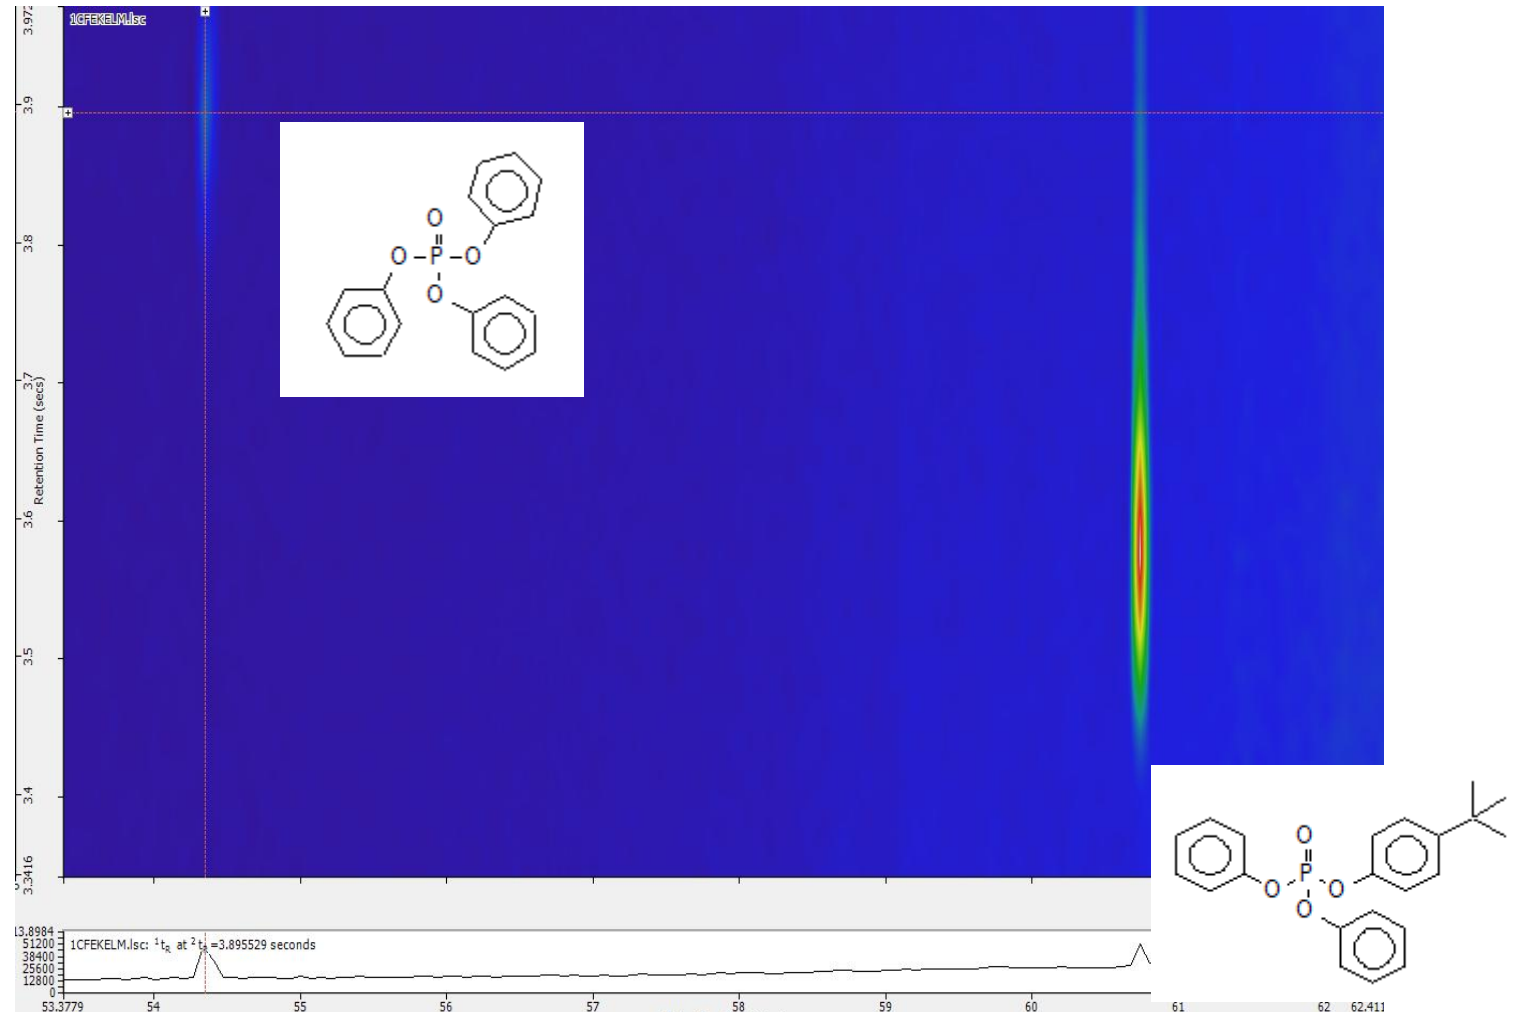 3.972
1CFEKELM.lsc
3.9
3.8
3.7
3.6
3.5
3.4
3.3416
Retention Time (secs)
O
O P O
O
O
O P O
O
13.8984
51200
38400
25600
12800
0
1CFEKELM.lsc: ¹tR at ²tR =3.895529 seconds
53.3779 54 55 56 57 58 59 60 61 62 62.411